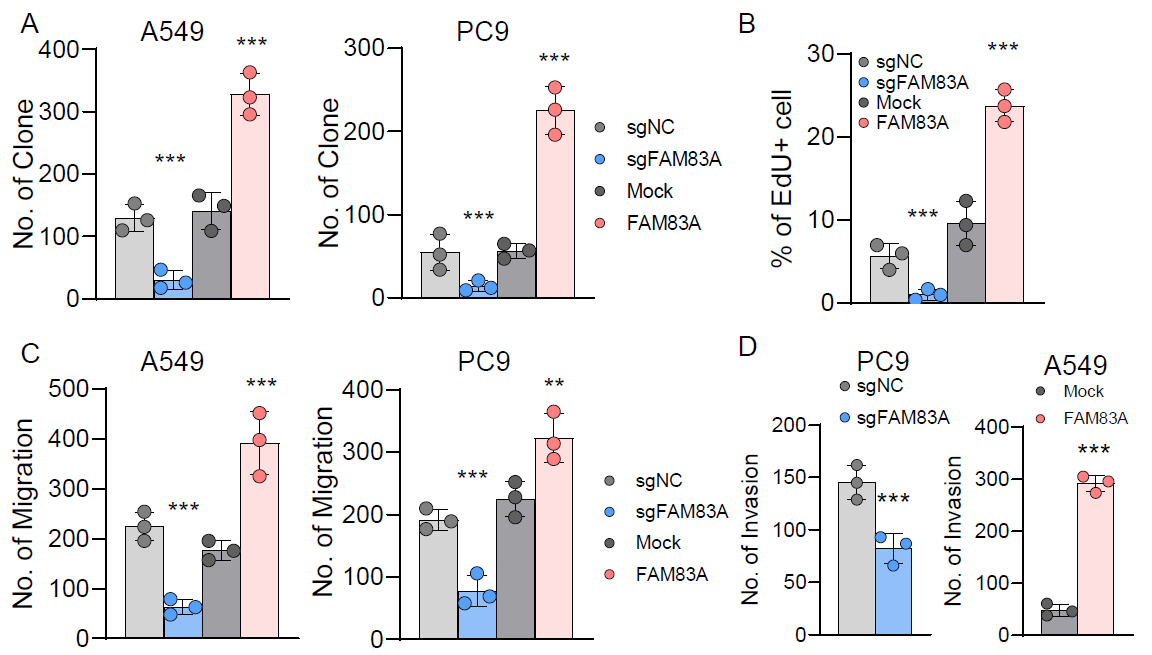 A
A549
No. of Clone
400
300
200
100
0
***
***
PC9
No. of Clone
300
200
100
0
***
***
sgNC
sgFAM83A
Mock
FAM83A
B
% of EdU+ cell
30
20
10
0
sgNC
sgFAM83A
Mock
FAM83A
***
***
C
A549
No. of Migration
500
400
300
200
100
0
***
***
PC9
No. of Migration
400
300
200
100
0
***
**
sgNC
sgFAM83A
Mock
FAM83A
D
PC9
sgNC
sgFAM83A
No. of Invasion
200
150
100
50
0
***
A549
Mock
FAM83A
No. of Invasion
400
300
200
100
0
***